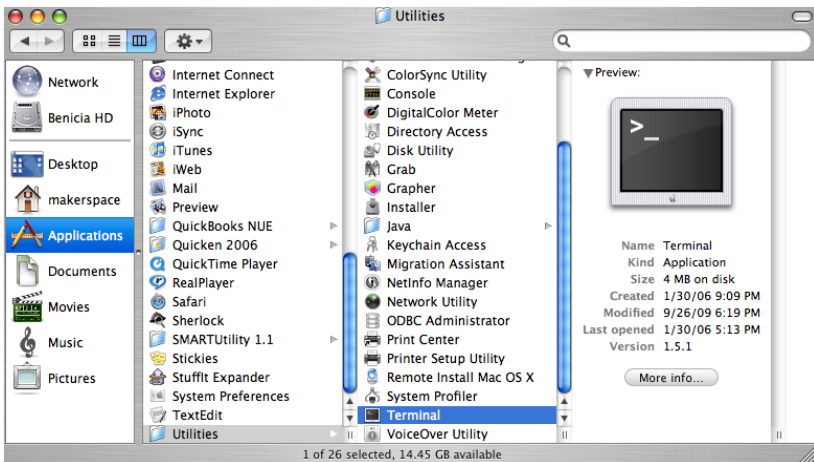 Utilities
Network
Benicia HD
Desktop
makerspace
Applications
Documents
Movies
Music
Pictures
Internet Connect
Internet Explorer
iPhoto
iSync
iTunes
iWeb
Mail
Preview
QuickBooks NUE
Quicken 2006
QuickTime Player
RealPlayer
Safari
Sherlock
SMARTUtility 1.1
Stickies
StuffIt Expander
System Preferences
TextEdit
Utilities
ColorSync Utility
Console
DigitalColor Meter
Directory Access
Disk Utility
Grab
Grapher
Installer
Java
Keychain Access
Migration Assistant
NetInfo Manager
Network Utility
ODBC Administrator
Print Center
Printer Setup Utility
Remote Install Mac OS X
System Profiler
Terminal
VoiceOver Utility
Preview:
>_
Name Terminal
Kind Application
Size 4 MB on disk
Created 1/30/06 9:09 PM
Modified 9/26/09 6:19 PM
Last opened 1/30/06 5:13 PM
Version 1.5.1
More info...
1 of 26 selected, 14.45 GB available